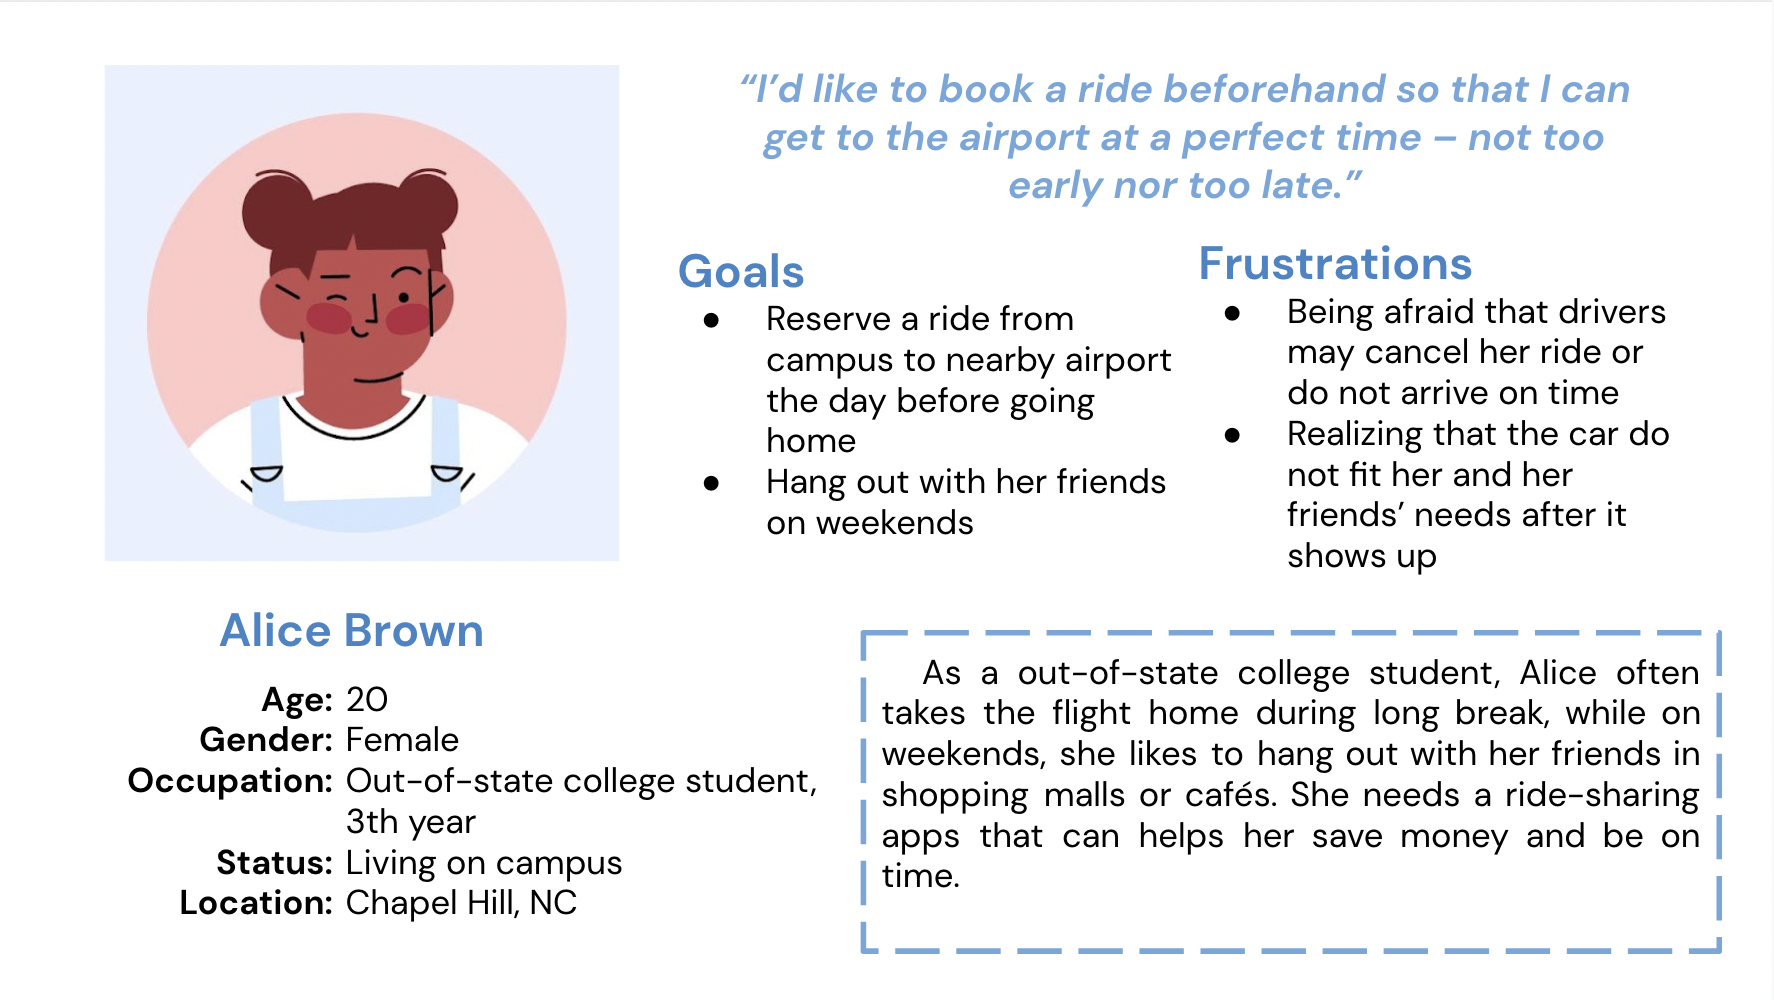 “I’d like to book a ride beforehand so that I can
get to the airport at a perfect time – not too
early nor too late.”
Goals
● Reserve a ride from
campus to nearby airport
the day before going
home
● Hang out with her friends
on weekends
Frustrations
● Being afraid that drivers
may cancel her ride or
do not arrive on time
● Realizing that the car do
not fit her and her
friends’ needs after it
shows up
Alice Brown
Age: 20
Gender: Female
Occupation: Out-of-state college student,
3th year
Status: Living on campus
Location: Chapel Hill, NC
As a out-of-state college student, Alice often
takes the flight home during long break, while on
weekends, she likes to hang out with her friends in
shopping malls or cafés. She needs a ride-sharing
apps that can helps her save money and be on
time.